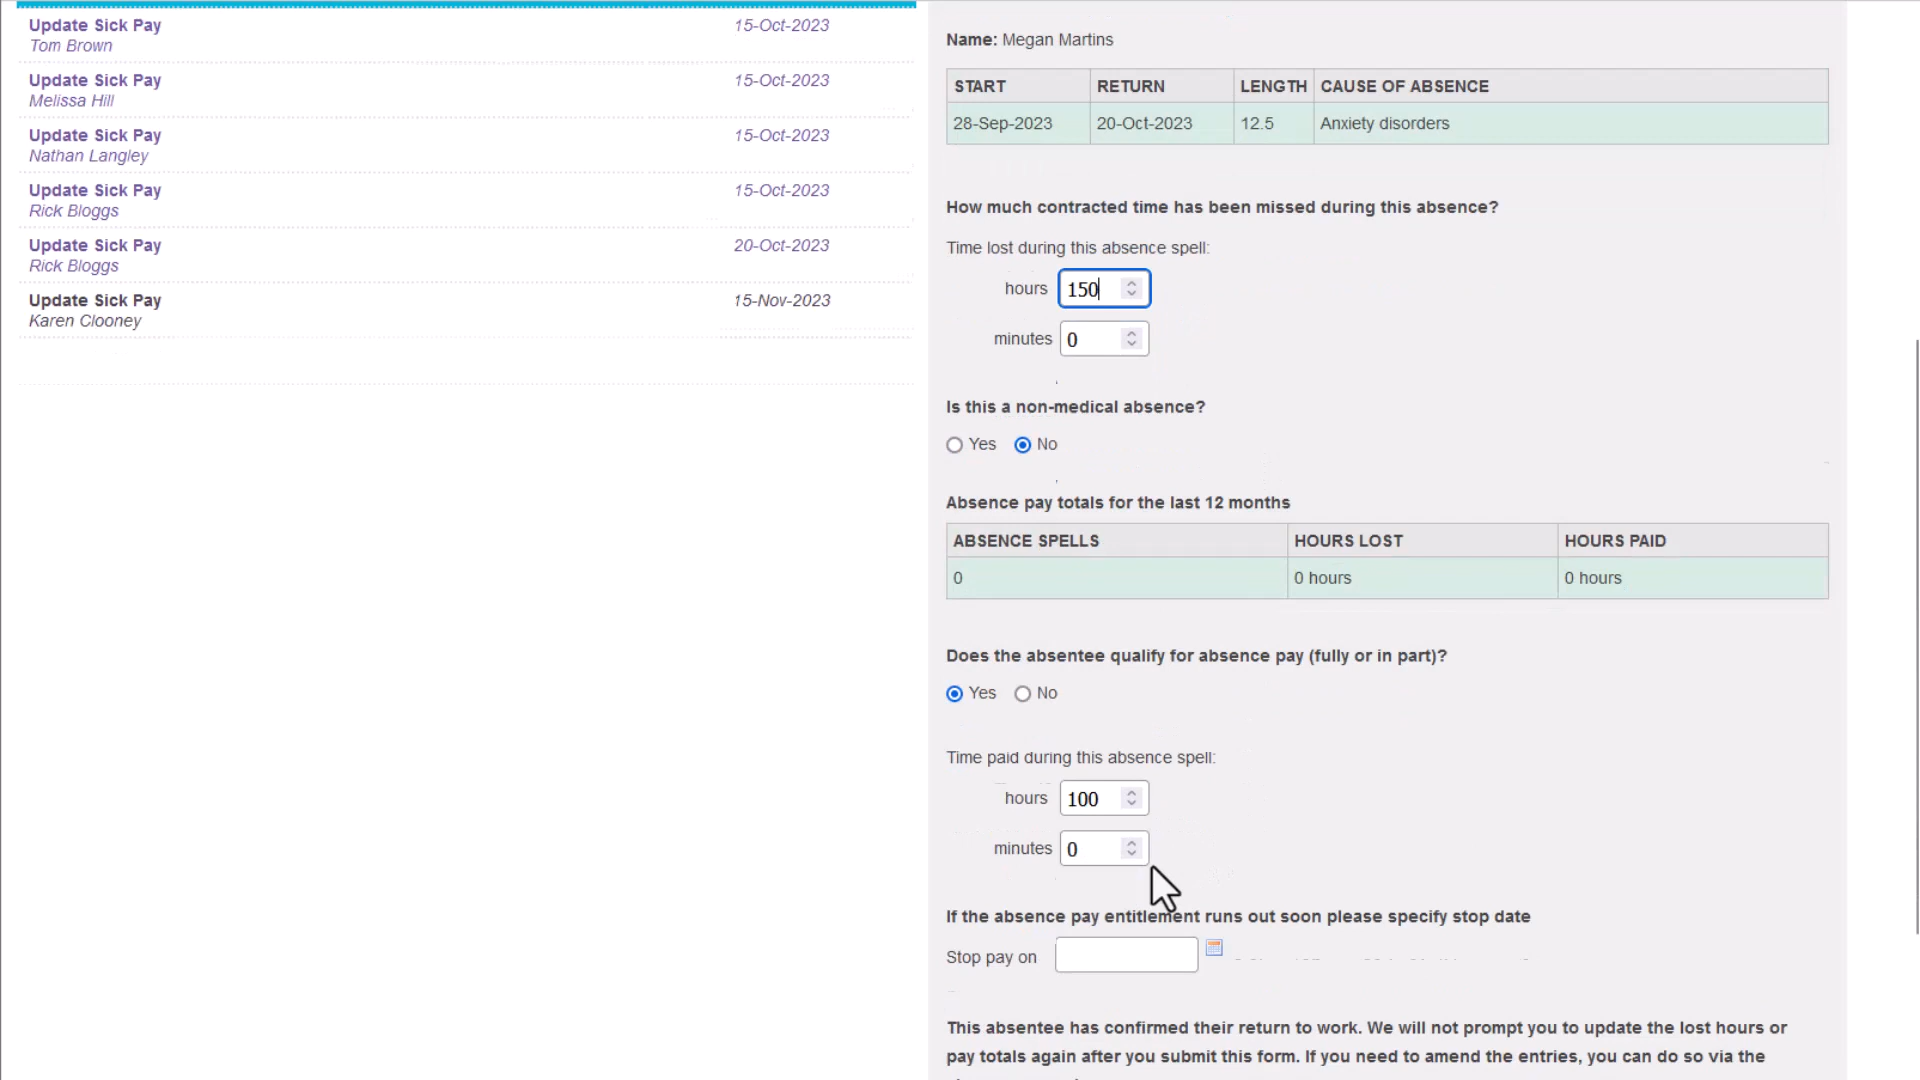 Update Sick Pay 15-Oct-2023
Tom Brown
Update Sick Pay 15-Oct-2023
Melissa Hill
Update Sick Pay 15-Oct-2023
Nathan Langley
Update Sick Pay 15-Oct-2023
Rick Bloggs
Update Sick Pay 20-Oct-2023
Rick Bloggs
Update Sick Pay 15-Nov-2023
Karen Clooney
Name: Megan Martins
START RETURN LENGTH CAUSE OF ABSENCE
28-Sep-2023 20-Oct-2023 12.5 Anxiety disorders
How much contracted time has been missed during this absence?
Time lost during this absence spell:
hours 150
minutes 0
Is this a non-medical absence?
Yes No
Absence pay totals for the last 12 months
ABSENCE SPELLS HOURS LOST HOURS PAID
0 0 hours 0 hours
Does the absentee qualify for absence pay (fully or in part)?
Yes No
Time paid during this absence spell:
hours 100
minutes 0
If the absence pay entitlement runs out soon please specify stop date
Stop pay on
This absentee has confirmed their return to work. We will not prompt you to update the lost hours or
pay totals again after you submit this form. If you need to amend the entries, you can do so via the